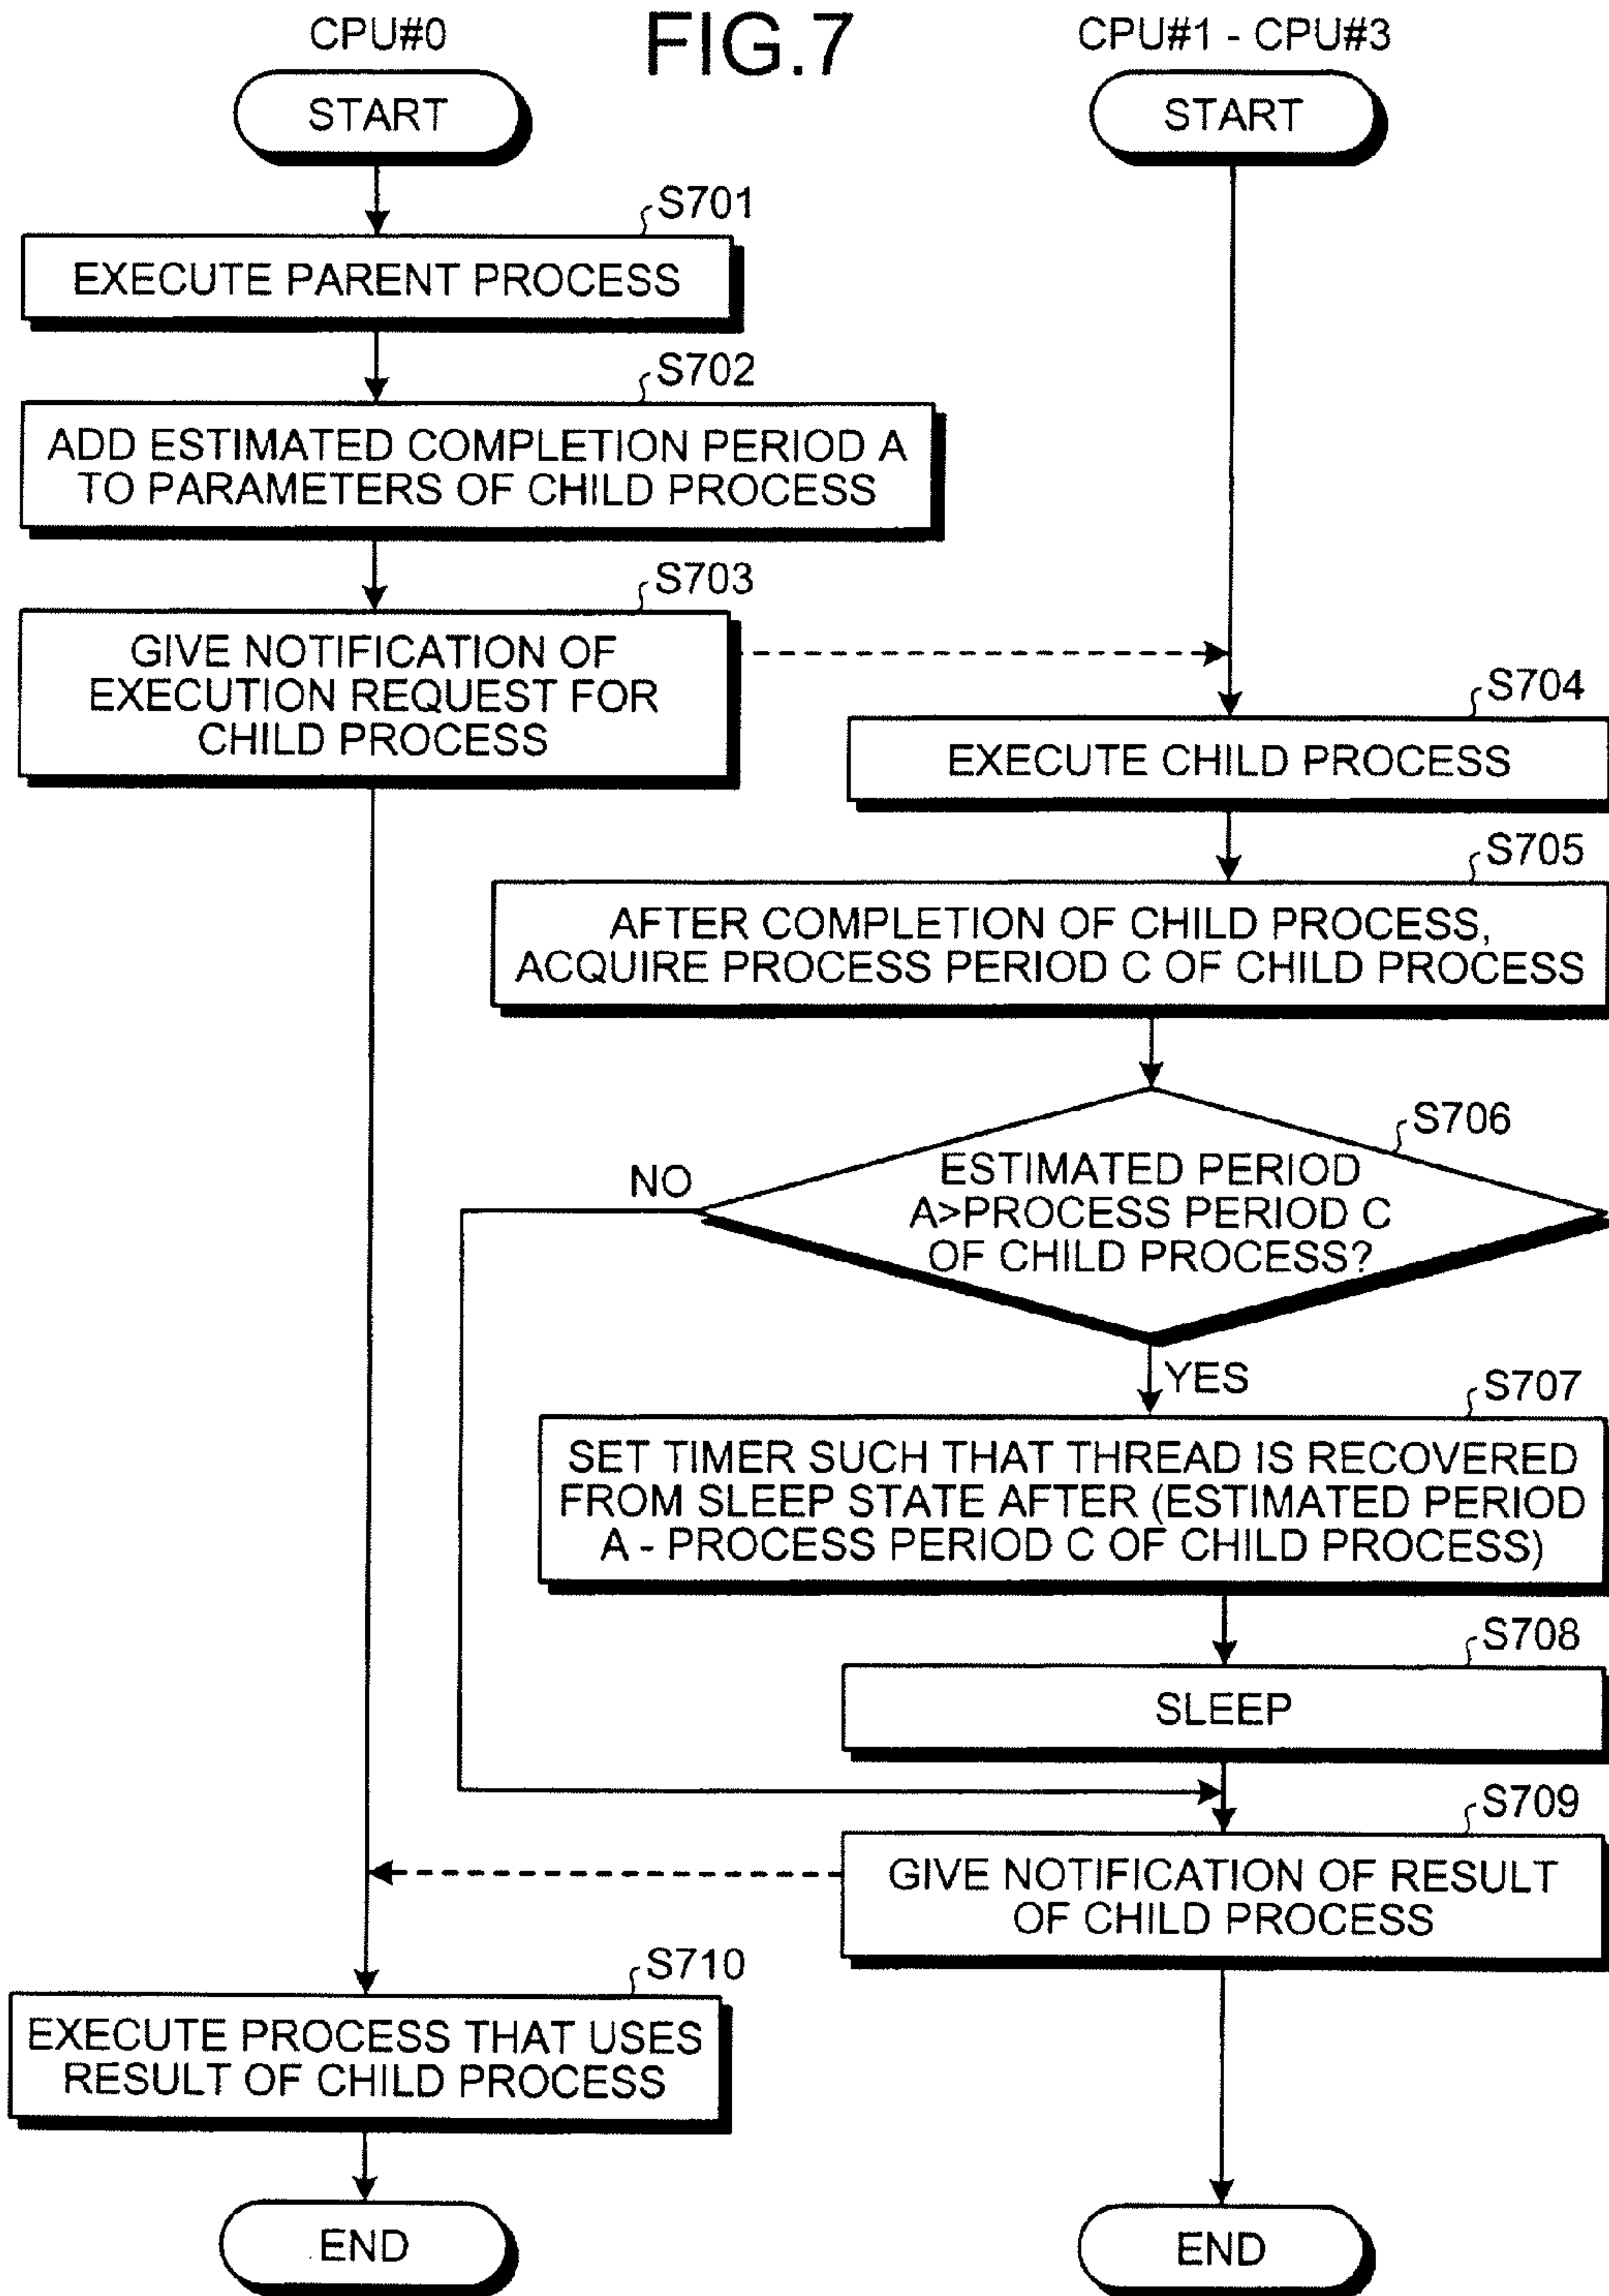 FIG.7
CPU#0
CPU#1 - CPU#3
START
START
S701
EXECUTE PARENT PROCESS
S702
ADD ESTIMATED COMPLETION PERIOD A
TO PARAMETERS OF CHILD PROCESS
S703
GIVE NOTIFICATION OF
EXECUTION REQUEST FOR
CHILD PROCESS
S704
EXECUTE CHILD PROCESS
S705
AFTER COMPLETION OF CHILD PROCESS,
ACQUIRE PROCESS PERIOD C OF CHILD PROCESS
S706
ESTIMATED PERIOD
A>PROCESS PERIOD C
OF CHILD PROCESS?
NO
YES
S707
SET TIMER SUCH THAT THREAD IS RECOVERED
FROM SLEEP STATE AFTER (ESTIMATED PERIOD
A - PROCESS PERIOD C OF CHILD PROCESS)
S708
SLEEP
S709
GIVE NOTIFICATION OF RESULT
OF CHILD PROCESS
S710
EXECUTE PROCESS THAT USES
RESULT OF CHILD PROCESS
END
END